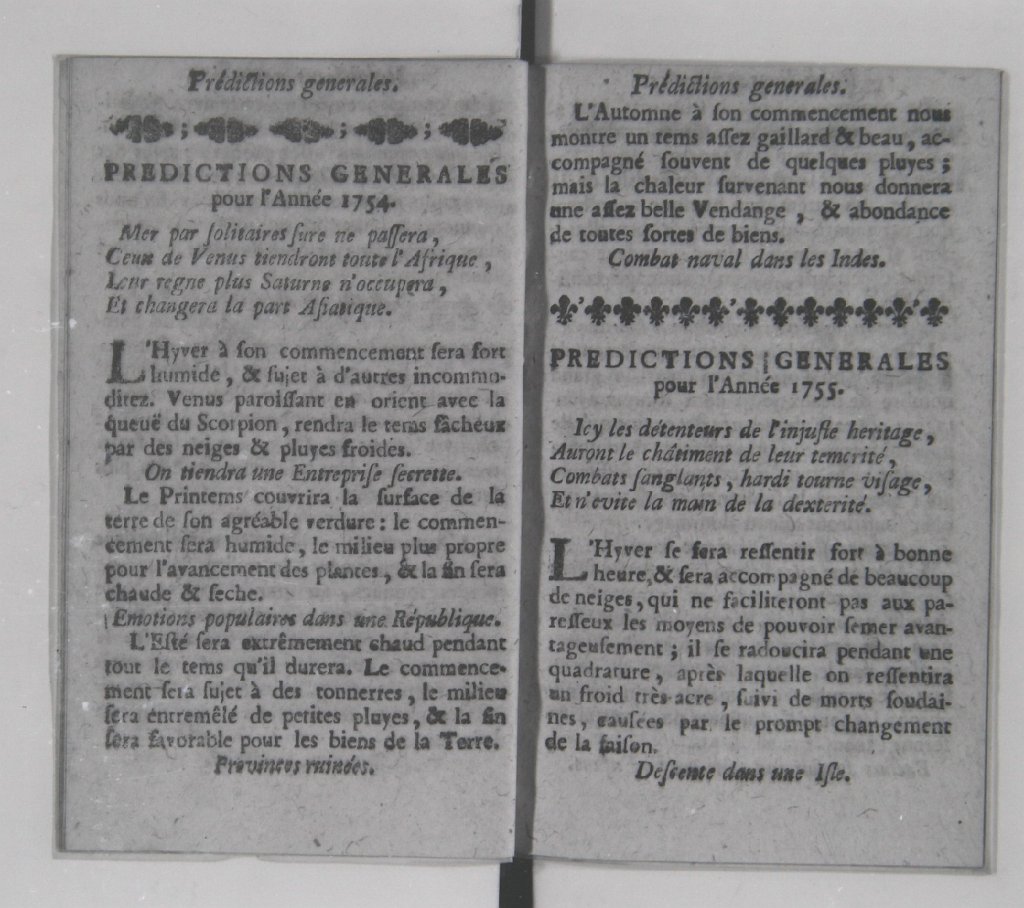 Prédictions generales.
PREDICTIONS GENERALES
pour l'Année 1754.
Mer par solitaires sure ne passera,
Ceux de Venus tiendront toute l'Afrique,
Leur regne plus Saturne n'occupera,
Et changera la part Asiatique.
L'Hyver à son commencement sera fort
humide, & sujet à d'autres incommo-
ditez. Venus paroissant en orient avec la
queuë du Scorpion, rendra le tems fâcheux
par des neiges & pluyes froides.
On tiendra une Entreprise secrette.
Le Printems couvrira la surface de la
terre de son agréable verdure: le commen-
cement sera humide, le milieu plus propre
pour l'avancement des plantes, & la fin sera
chaude & seche.
Emotions populaires dans une République.
L'Esté sera extrêmement chaud pendant
tout le tems qu'il durera. Le commence-
ment sera sujet à des tonnerres, le milieu
sera entremêlé de petites pluyes, & la fin
sera favorable pour les biens de la Terre.
Provinces ruinées.
Prédictions generales.
L'Automne à son commencement nous
montre un tems assez gaillard & beau, ac-
compagné souvent de quelques pluyes;
mais la chaleur survenant nous donnera
une assez belle Vendange, & abondance
de toutes sortes de biens.
Combat naval dans les Indes.
PREDICTIONS GENERALES
pour l'Année 1755.
Icy les détenteurs de l'injuste heritage,
Auront le châtiment de leur temerité,
Combats sanglants, hardi tourne visage,
Et n'evite la main de la dexterité.
L'Hyver se fera ressentir fort à bonne
heure, & sera accompagné de beaucoup
de neiges, qui ne faciliteront pas aux pa-
resseux les moyens de pouvoir semer avan-
tageusement; il se radoucira pendant une
quadrature, après laquelle on ressentira
un froid très-acre, suivi de morts soudai-
nes, causées par le prompt changement
de la saison.
Descente dans une Isle.